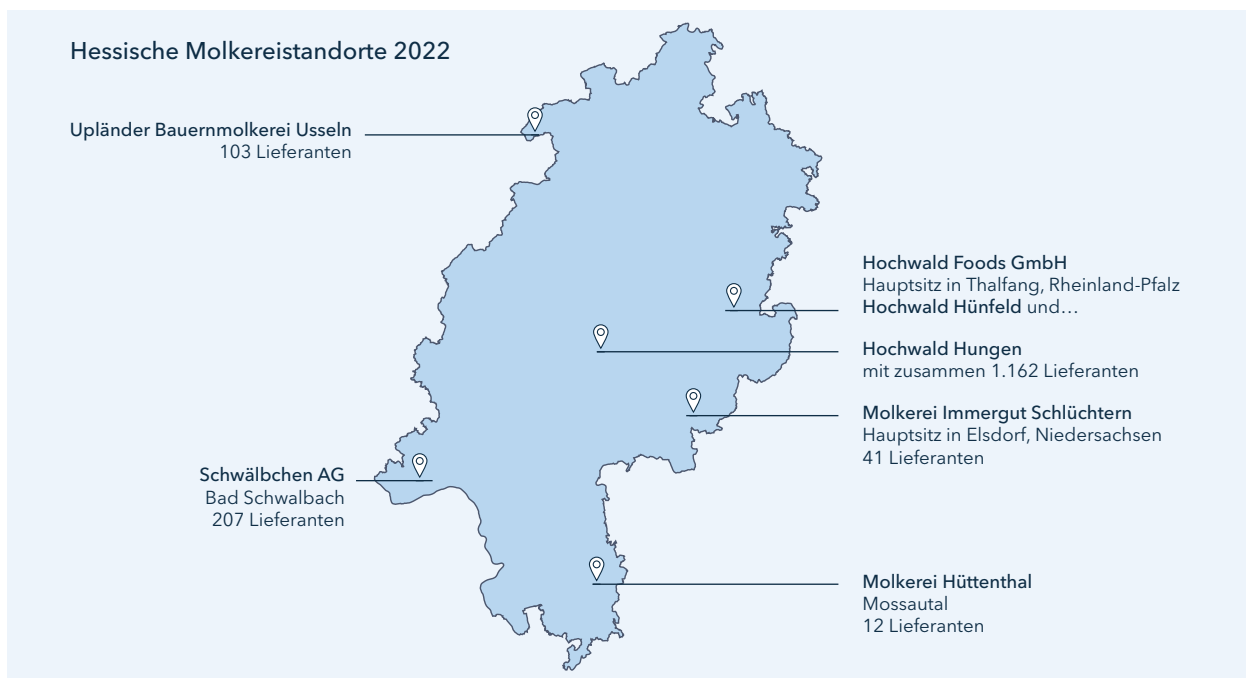 Hessische Molkereistandorte 2022
Upländer Bauernmolkerei Usseln
103 Lieferanten
Hochwald Foods GmbH
Hauptsitz in Thalfang, Rheinland-Pfalz
Hochwald Hünfeld und…
Hochwald Hungen
mit zusammen 1.162 Lieferanten
Molkerei Immergut Schlüchtern
Hauptsitz in Elsdorf, Niedersachsen
41 Lieferanten
Schwälbchen AG
Bad Schwalbach
207 Lieferanten
Molkerei Hüttenthal
Mossautal
12 Lieferanten